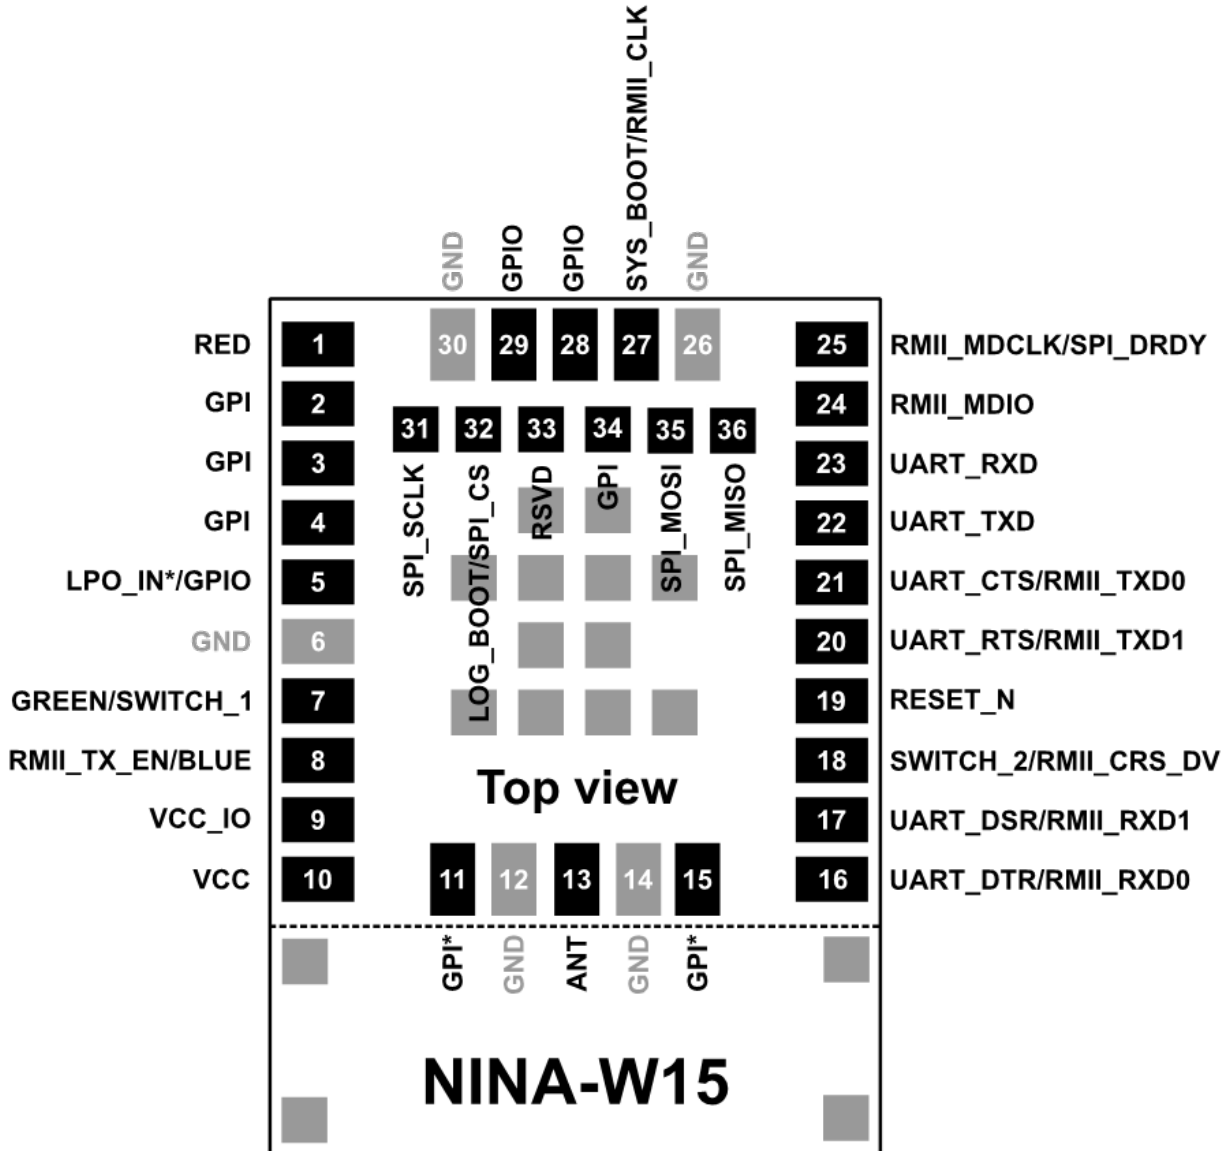 SYS_BOOT/RMII_CLK
GND
GPIO
GPIO
GND
RED 1
30 29 28 27 26
25 RMII_MDCLK/SPI_DRDY
GPI 2
24 RMII_MDIO
31 32 33 34 35 36
GPI 3
23 UART_RXD
SPI_SCLK
LOG_BOOT/SPI_CS
RSVD
GPI
SPI_MOSI
SPI_MISO
GPI 4
22 UART_TXD
LPO_IN*/GPIO 5
21 UART_CTS/RMII_TXD0
GND 6
20 UART_RTS/RMII_TXD1
GREEN/SWITCH_1 7
19 RESET_N
RMII_TX_EN/BLUE 8
18 SWITCH_2/RMII_CRS_DV
Top view
VCC_IO 9
17 UART_DSR/RMII_RXD1
VCC 10
11 12 13 14 15
16 UART_DTR/RMII_RXD0
GPI*
GND
ANT
GND
GPI*
NINA-W15